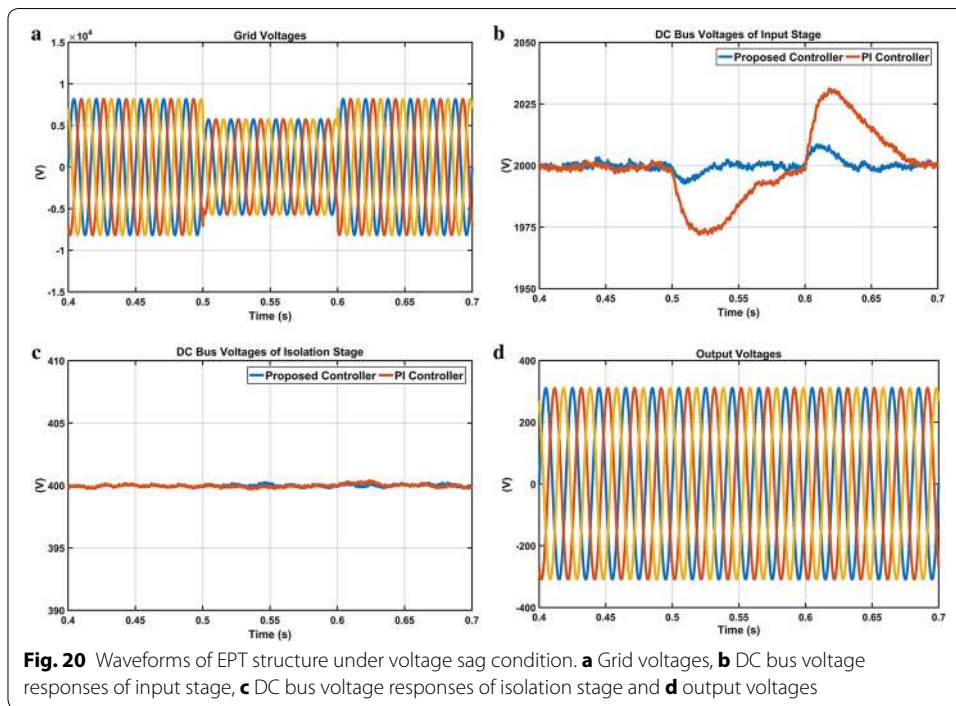 a
Grid Voltages
×10⁴
1.5
1
0.5
0
-0.5
-1
-1.5
(V)
0.4 0.45 0.5 0.55 0.6 0.65 0.7
Time (s)
b
DC Bus Voltages of Input Stage
Proposed Controller PI Controller
2050
2025
2000
1975
1950
(V)
0.4 0.45 0.5 0.55 0.6 0.65 0.7
Time (s)
c
DC Bus Voltages of Isolation Stage
Proposed Controller PI Controller
410
405
400
395
390
(V)
0.4 0.45 0.5 0.55 0.6 0.65 0.7
Time (s)
d
Output Voltages
400
200
0
-200
-400
(V)
0.4 0.45 0.5 0.55 0.6 0.65 0.7
Time (s)
Fig. 20 Waveforms of EPT structure under voltage sag condition. a Grid voltages, b DC bus voltage
responses of input stage, c DC bus voltage responses of isolation stage and d output voltages